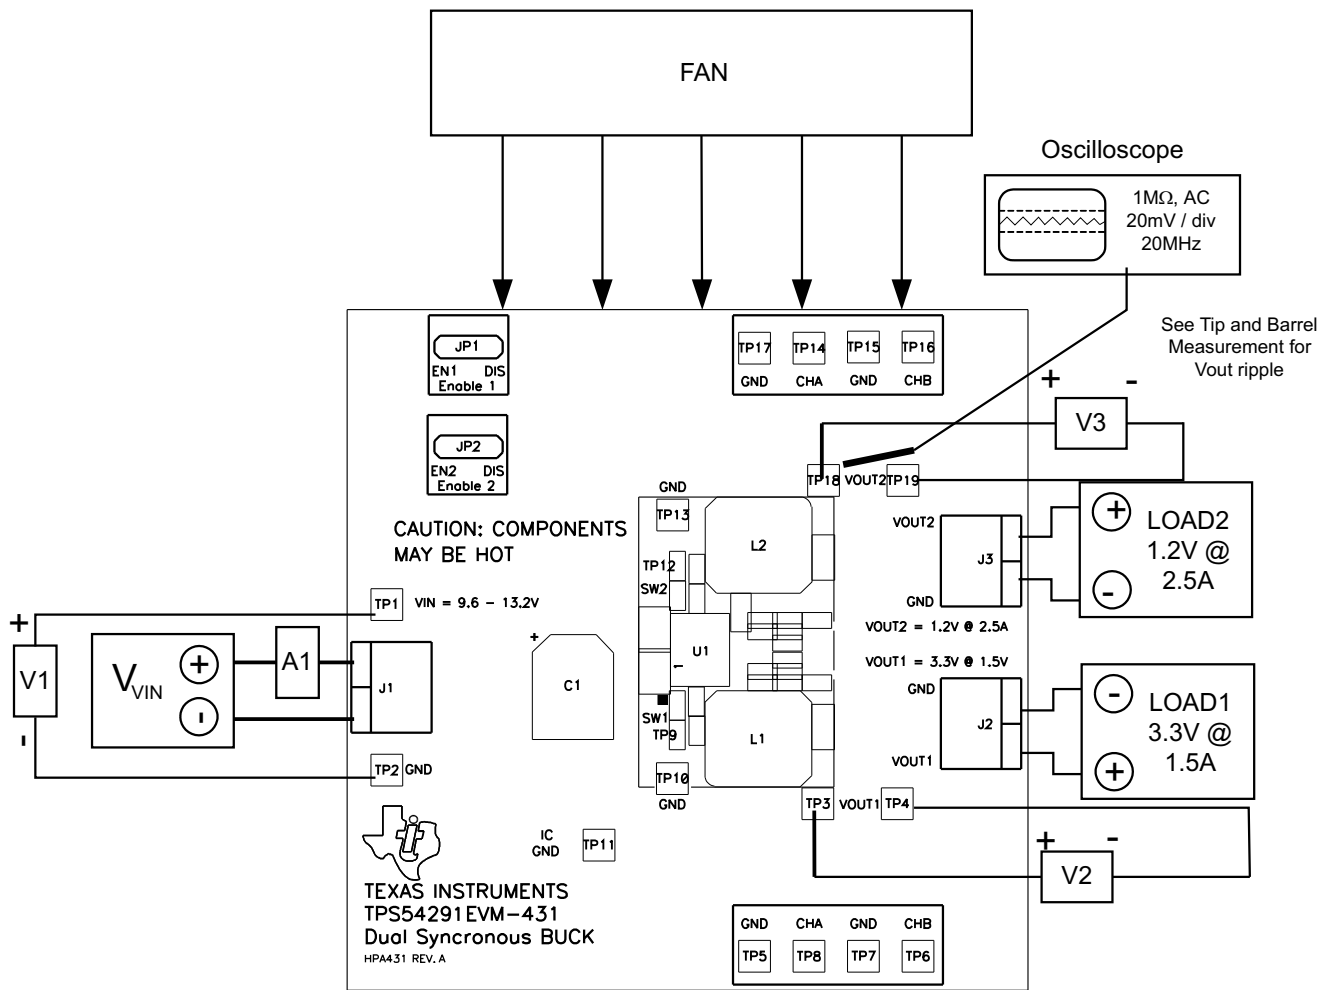 FAN
Oscilloscope
1MΩ, AC
20mV / div
20MHz
See Tip and Barrel
Measurement for
Vout ripple
JP1
EN1 DIS
Enable 1
TP17 TP14 TP15 TP16
GND CHA GND CHB
+ -
V3
JP2
EN2 DIS
Enable 2
TP18 VOUT2 TP19
GND
TP13
CAUTION: COMPONENTS
MAY BE HOT
L2
VOUT2
J3
GND
+
-
LOAD2
1.2V @
2.5A
TP12
SW2
TP1 VIN = 9.6 - 13.2V
VOUT2 = 1.2V @ 2.5A
VOUT1 = 3.3V @ 1.5V
+
V1
-
VVIN
+
-
A1
J1
+
C1
U1
1
GND
J2
VOUT1
-
+
LOAD1
3.3V @
1.5A
SW1
TP9
L1
TP2 GND
TP10
GND
TP3 VOUT1 TP4
IC
GND
TP11
+ -
V2
TEXAS INSTRUMENTS
TPS54291EVM-431
Dual Syncronous BUCK
HPA431 REV. A
GND CHA GND CHB
TP5 TP8 TP7 TP6